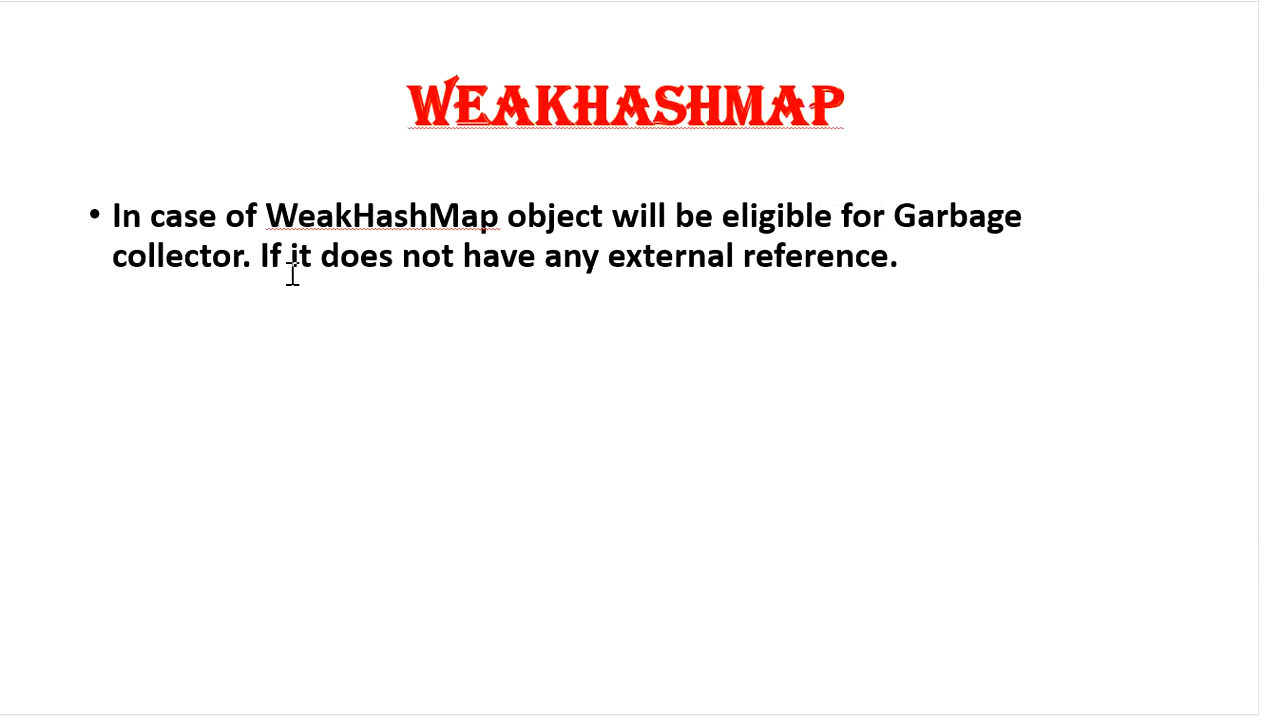 WEAKHASHMAP
• In case of WeakHashMap object will be eligible for Garbage
collector. If it does not have any external reference.